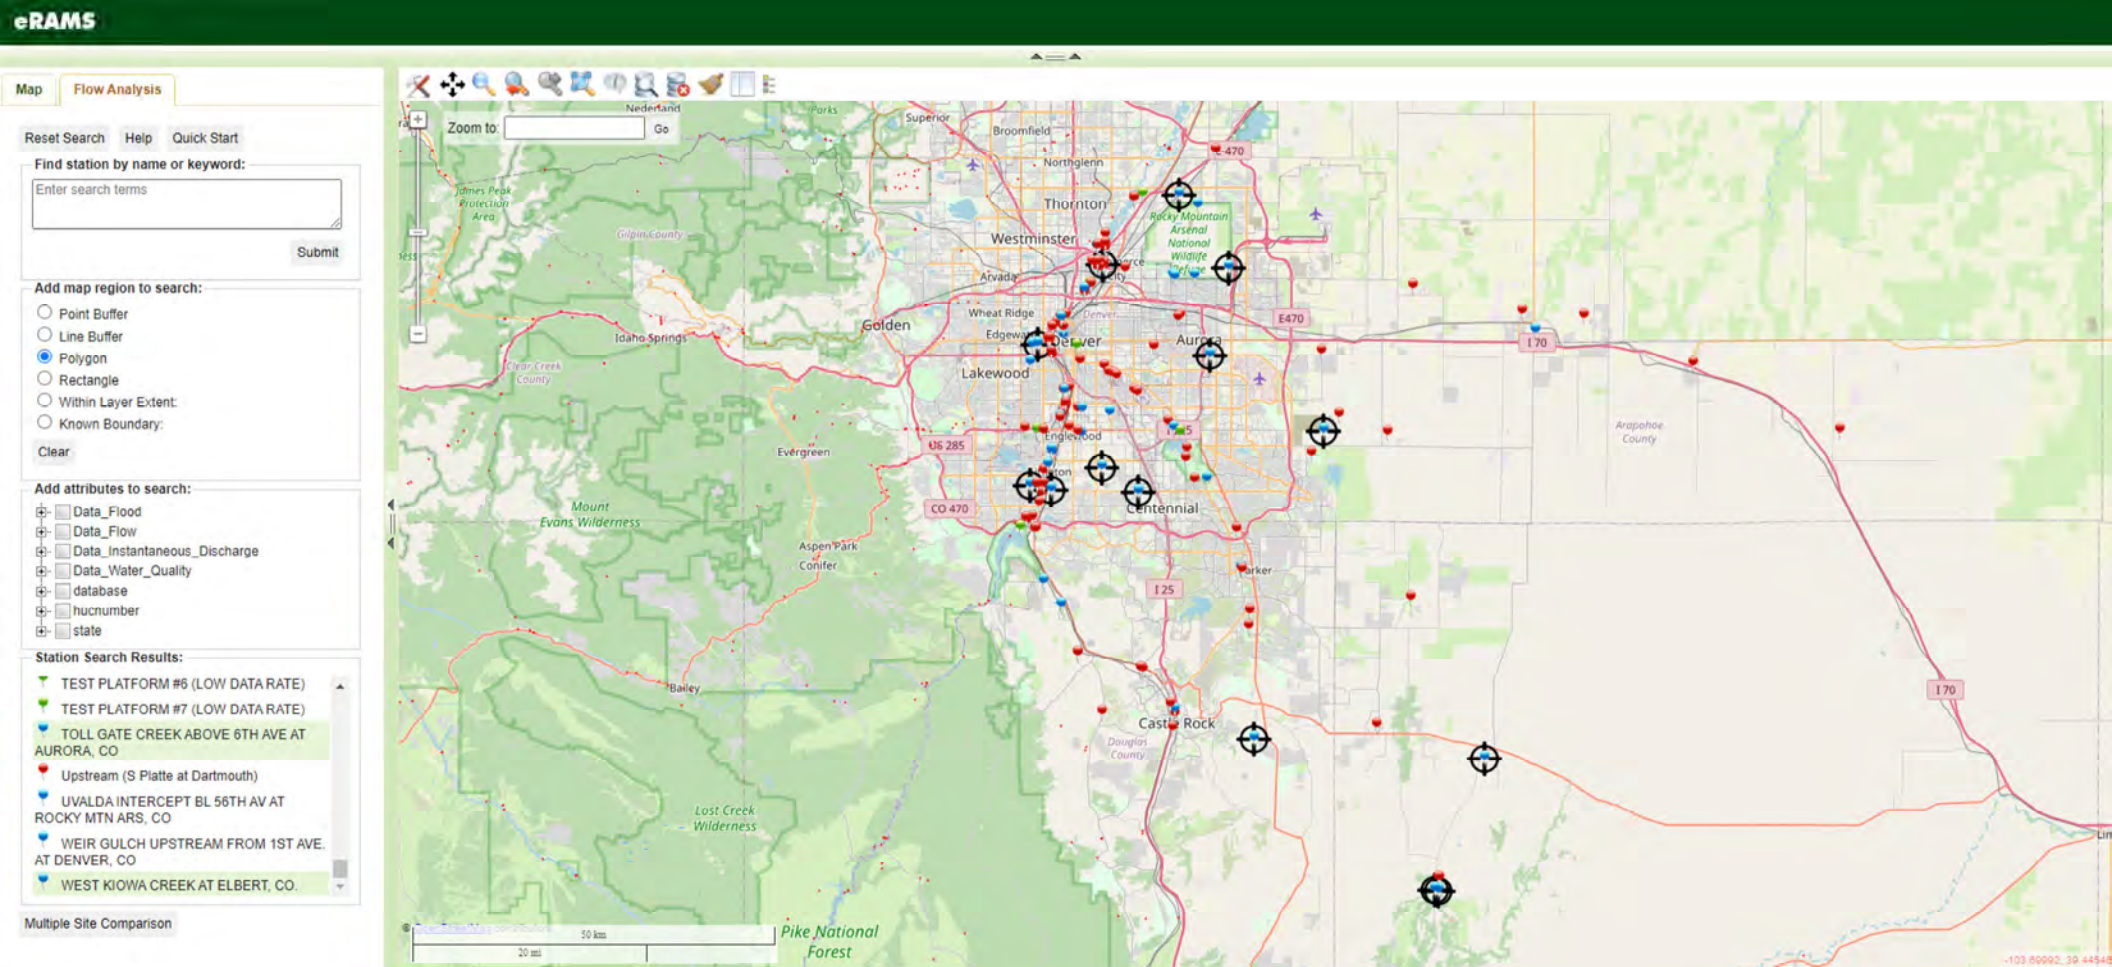 eRAMS
Map
Flow Analysis
Reset Search
Help
Quick Start
Find station by name or keyword:
Enter search terms
Submit
Add map region to search:
Point Buffer
Line Buffer
Polygon
Rectangle
Within Layer Extent:
Known Boundary:
Clear
Add attributes to search:
Data_Flood
Data_Flow
Data_Instantaneous_Discharge
Data_Water_Quality
database
hucnumber
state
Station Search Results:
TEST PLATFORM #6 (LOW DATA RATE)
TEST PLATFORM #7 (LOW DATA RATE)
TOLL GATE CREEK ABOVE 6TH AVE AT
AURORA, CO
Upstream (S Platte at Dartmouth)
UVALDA INTERCEPT BL 56TH AV AT
ROCKY MTN ARS, CO
WEIR GULCH UPSTREAM FROM 1ST AVE.
AT DENVER, CO
WEST KIOWA CREEK AT ELBERT, CO.
Multiple Site Comparison
Zoom to:
Go
Nederland
Parks
Superior
Broomfield
Northglenn
E-470
James Peak
Protection
Area
Thornton
Rocky Mountain
Arsenal
National
Wildlife
Refuge
Gilpin County
Westminster
Arvada
Wheat Ridge
Denver
Golden
E470
Idaho Springs
Denver
Aurora
I 70
Clear Creek
County
Lakewood
Arapahoe
County
US 285
Englewood
Evergreen
CO 470
Centennial
Mount
Evans Wilderness
Aspen Park
Conifer
I 25
Bailey
I 70
Castle Rock
Douglas
County
Lost Creek
Wilderness
50 km
20 mi
Pike National
Forest